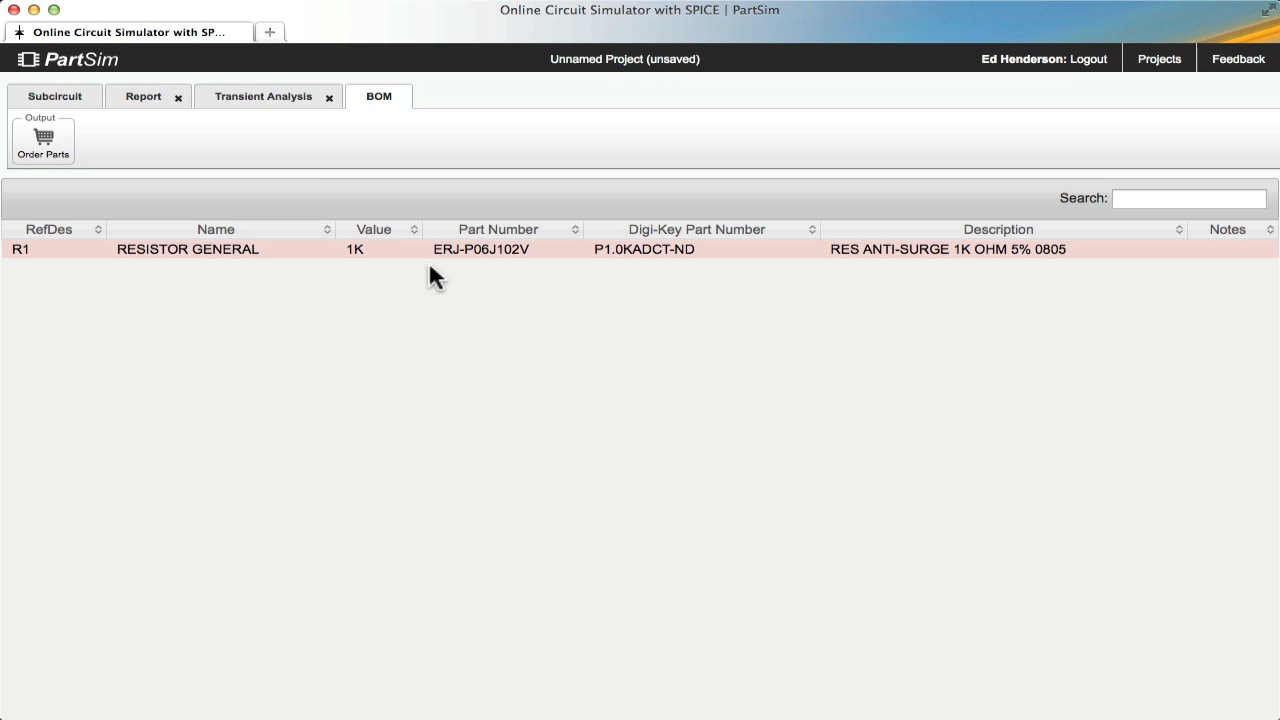 Online Circuit Simulator with SPICE | PartSim
Online Circuit Simulator with SP...
PartSim
Unnamed Project (unsaved)
Ed Henderson: Logout
Projects
Feedback
Subcircuit
Report
Transient Analysis
BOM
Output
Order Parts
Search:
RefDes Name Value Part Number Digi-Key Part Number Description Notes
R1 RESISTOR GENERAL 1K ERJ-P06J102V P1.0KADCT-ND RES ANTI-SURGE 1K OHM 5% 0805